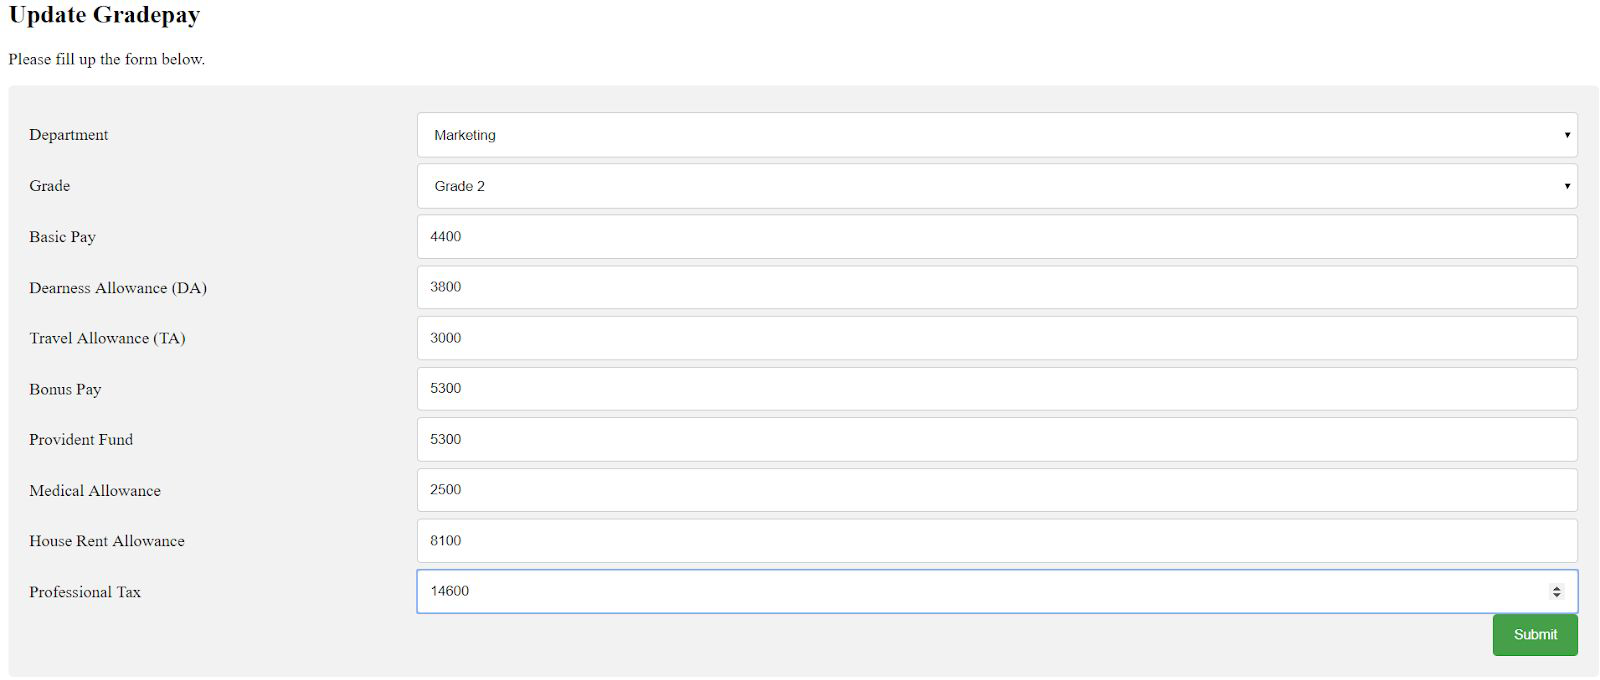 Update Gradepay
Please fill up the form below.
Department Marketing
Grade Grade 2
Basic Pay 4400
Dearness Allowance (DA) 3800
Travel Allowance (TA) 3000
Bonus Pay 5300
Provident Fund 5300
Medical Allowance 2500
House Rent Allowance 8100
Professional Tax 14600
Submit